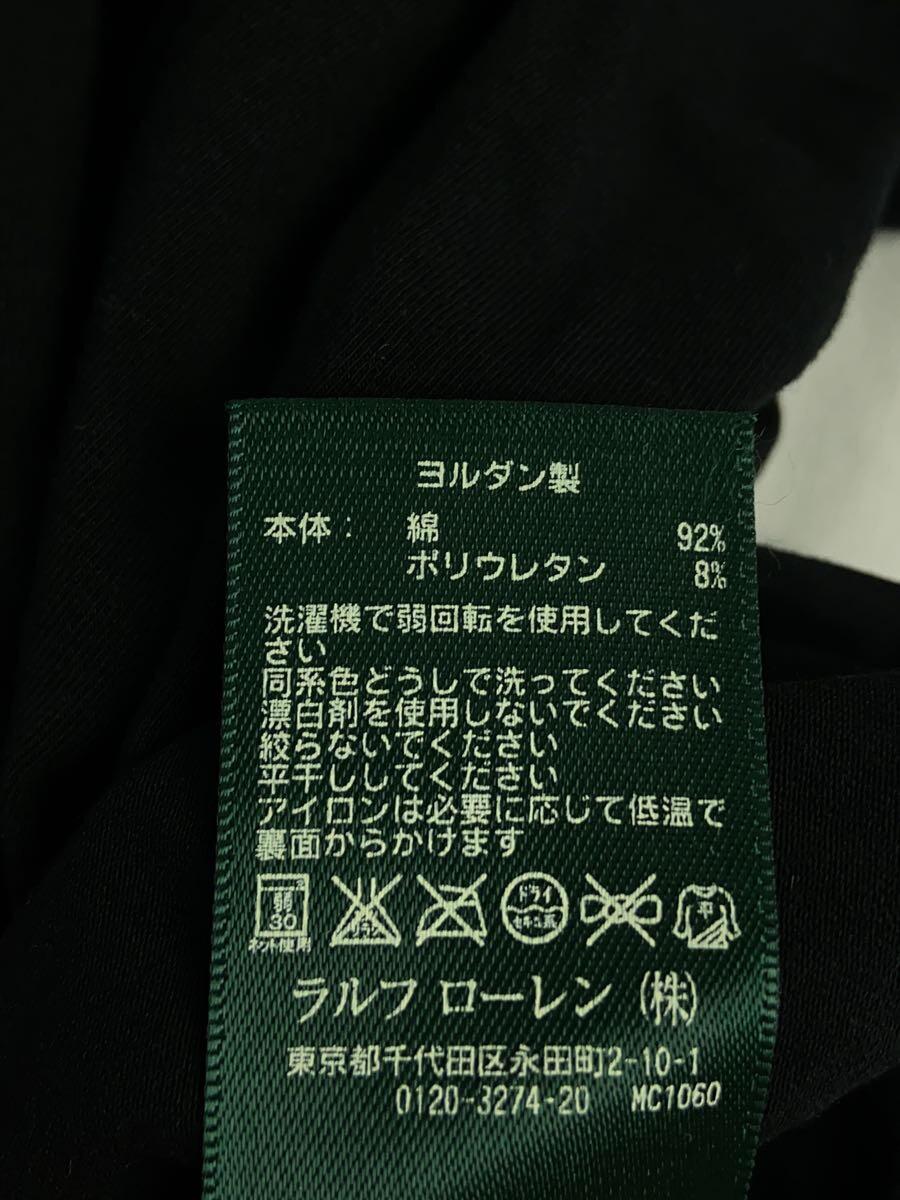 ヨルダン製
本体: 綿 92%
ポリウレタン 8%
洗濯機で弱回転を使用してくだ
さい
同系色どうしで洗ってください
漂白剤を使用しないでください
絞らないでください
平干ししてください
アイロンは必要に応じて低温で
裏面からかけます
弱 30 ドライ セキユ系 平
ネット使用
ラルフ ローレン (株)
東京都千代田区永田町2-10-1
0120-3274-20 MC1060